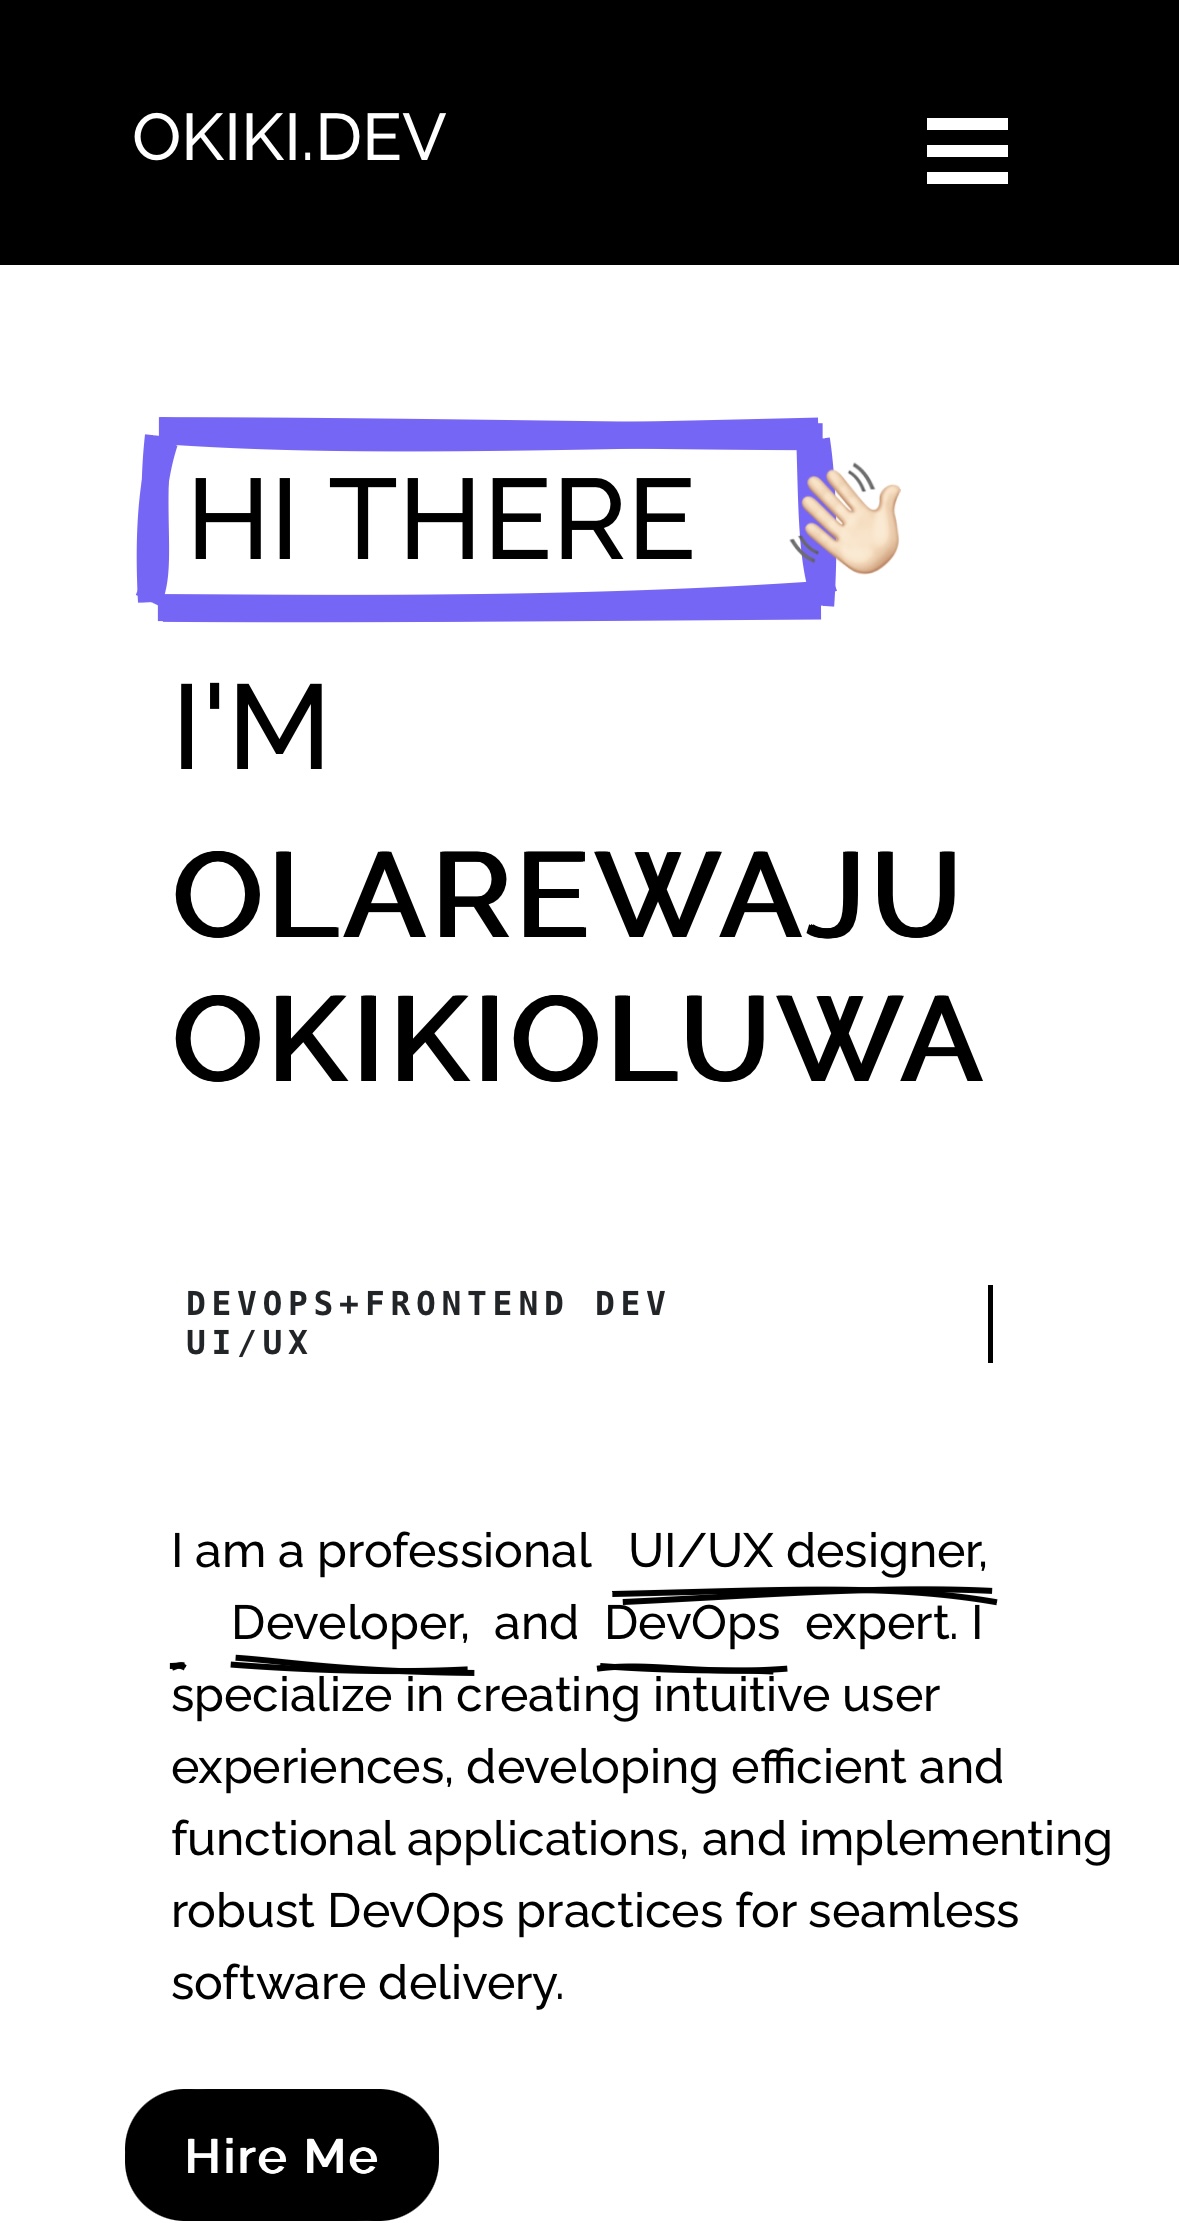 OKIKI.DEV
HI THERE 👋🏻
I'M
OLAREWAJU
OKIKIOLUWA
DEVOPS+FRONTEND DEV
UI/UX
I am a professional UI/UX designer,
Developer, and DevOps expert. I
specialize in creating intuitive user
experiences, developing efficient and
functional applications, and implementing
robust DevOps practices for seamless
software delivery.
Hire Me